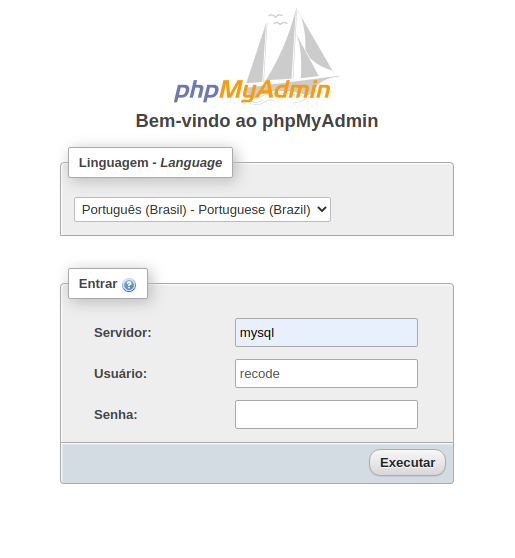 phpMyAdmin
Bem-vindo ao phpMyAdmin
Linguagem - Language
Português (Brasil) - Portuguese (Brazil)
Entrar
Servidor: mysql
Usuário: recode
Senha:
Executar